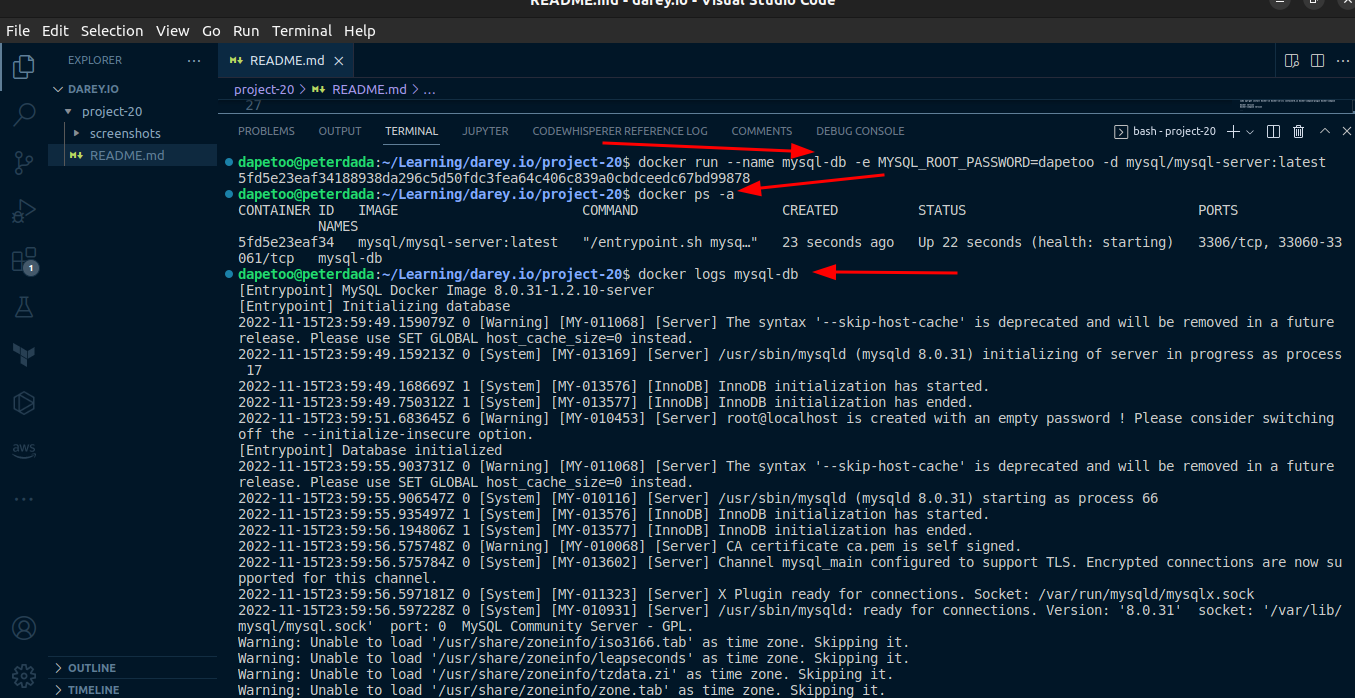 README.md - darey.io - Visual Studio Code
File Edit Selection View Go Run Terminal Help
EXPLORER
README.md
DAREY.IO
project-20 > README.md > ...
project-20
27
screenshots
README.md
PROBLEMS OUTPUT TERMINAL JUPYTER CODEWHISPERER REFERENCE LOG COMMENTS DEBUG CONSOLE
bash - project-20
dapetoo@peterdada:~/Learning/darey.io/project-20$ docker run --name mysql-db -e MYSQL_ROOT_PASSWORD=dapetoo -d mysql/mysql-server:latest
5fd5e23eaf34188938da296c5d50fdc3fea64c406c839a0cbdceedc67bd99878
dapetoo@peterdada:~/Learning/darey.io/project-20$ docker ps -a
CONTAINER ID   IMAGE                       COMMAND                  CREATED          STATUS                             PORTS
          NAMES
5fd5e23eaf34   mysql/mysql-server:latest   "/entrypoint.sh mysq…"   23 seconds ago   Up 22 seconds (health: starting)   3306/tcp, 33060-33
061/tcp   mysql-db
dapetoo@peterdada:~/Learning/darey.io/project-20$ docker logs mysql-db
[Entrypoint] MySQL Docker Image 8.0.31-1.2.10-server
[Entrypoint] Initializing database
2022-11-15T23:59:49.159079Z 0 [Warning] [MY-011068] [Server] The syntax '--skip-host-cache' is deprecated and will be removed in a future
release. Please use SET GLOBAL host_cache_size=0 instead.
2022-11-15T23:59:49.159213Z 0 [System] [MY-013169] [Server] /usr/sbin/mysqld (mysqld 8.0.31) initializing of server in progress as process
17
2022-11-15T23:59:49.168669Z 1 [System] [MY-013576] [InnoDB] InnoDB initialization has started.
2022-11-15T23:59:49.750312Z 1 [System] [MY-013577] [InnoDB] InnoDB initialization has ended.
2022-11-15T23:59:51.683645Z 6 [Warning] [MY-010453] [Server] root@localhost is created with an empty password ! Please consider switching
off the --initialize-insecure option.
[Entrypoint] Database initialized
2022-11-15T23:59:55.903731Z 0 [Warning] [MY-011068] [Server] The syntax '--skip-host-cache' is deprecated and will be removed in a future
release. Please use SET GLOBAL host_cache_size=0 instead.
2022-11-15T23:59:55.906547Z 0 [System] [MY-010116] [Server] /usr/sbin/mysqld (mysqld 8.0.31) starting as process 66
2022-11-15T23:59:55.935497Z 1 [System] [MY-013576] [InnoDB] InnoDB initialization has started.
2022-11-15T23:59:56.194806Z 1 [System] [MY-013577] [InnoDB] InnoDB initialization has ended.
2022-11-15T23:59:56.575748Z 0 [Warning] [MY-010068] [Server] CA certificate ca.pem is self signed.
2022-11-15T23:59:56.575784Z 0 [System] [MY-013602] [Server] Channel mysql_main configured to support TLS. Encrypted connections are now su
pported for this channel.
2022-11-15T23:59:56.597181Z 0 [System] [MY-011323] [Server] X Plugin ready for connections. Socket: /var/run/mysqld/mysqlx.sock
2022-11-15T23:59:56.597228Z 0 [System] [MY-010931] [Server] /usr/sbin/mysqld: ready for connections. Version: '8.0.31'  socket: '/var/lib/
mysql/mysql.sock'  port: 0  MySQL Community Server - GPL.
Warning: Unable to load '/usr/share/zoneinfo/iso3166.tab' as time zone. Skipping it.
Warning: Unable to load '/usr/share/zoneinfo/leapseconds' as time zone. Skipping it.
Warning: Unable to load '/usr/share/zoneinfo/tzdata.zi' as time zone. Skipping it.
Warning: Unable to load '/usr/share/zoneinfo/zone.tab' as time zone. Skipping it.
1
aws
OUTLINE
TIMELINE